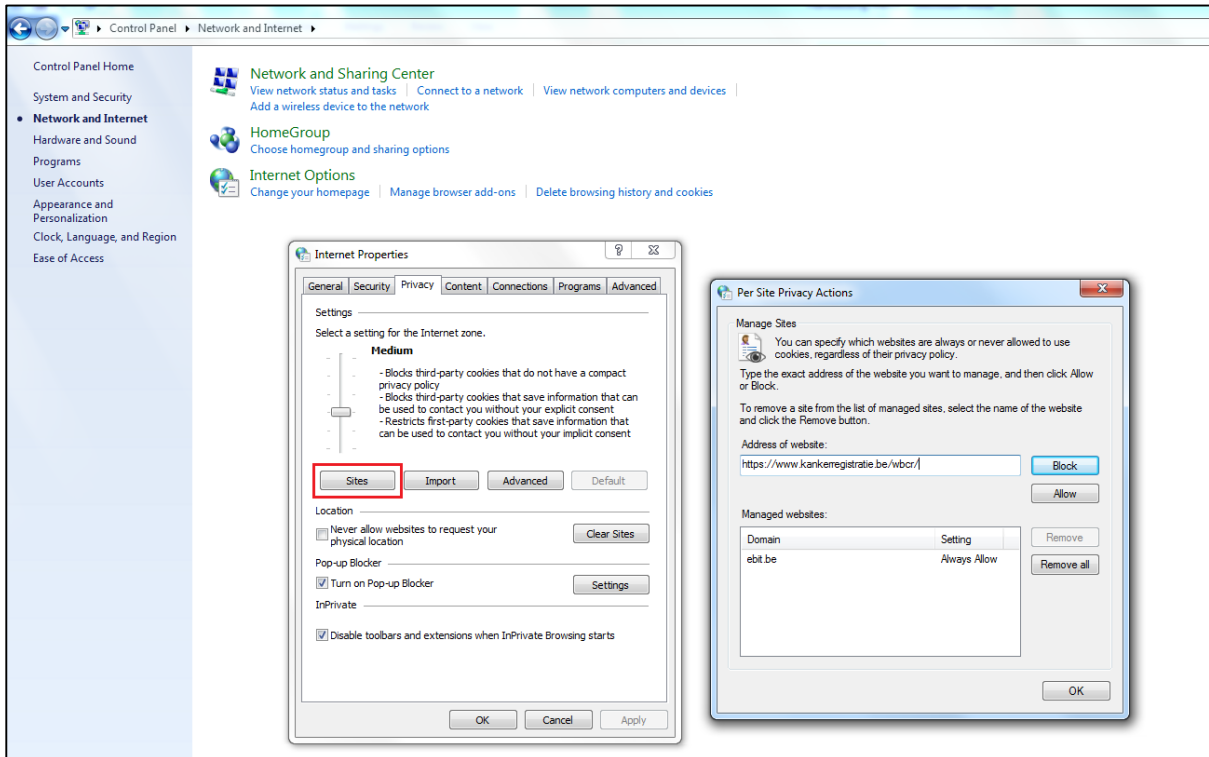 Control Panel Network and Internet
Control Panel Home
System and Security
Network and Internet
Hardware and Sound
Programs
User Accounts
Appearance and
Personalization
Clock, Language, and Region
Ease of Access
Network and Sharing Center
View network status and tasks Connect to a network View network computers and devices
Add a wireless device to the network
HomeGroup
Choose homegroup and sharing options
Internet Options
Change your homepage Manage browser add-ons Delete browsing history and cookies
Internet Properties
General Security Privacy Content Connections Programs Advanced
Settings
Select a setting for the Internet zone.
Medium
- Blocks third-party cookies that do not have a compact
privacy policy
- Blocks third-party cookies that save information that can
be used to contact you without your explicit consent
- Restricts first-party cookies that save information that
can be used to contact you without your implicit consent
Sites Import Advanced Default
Location
Never allow websites to request your
physical location
Clear Sites
Pop-up Blocker
Turn on Pop-up Blocker Settings
InPrivate
Disable toolbars and extensions when InPrivate Browsing starts
OK Cancel Apply
Per Site Privacy Actions
Manage Sites
You can specify which websites are always or never allowed to use
cookies, regardless of their privacy policy.
Type the exact address of the website you want to manage, and then click Allow
or Block.
To remove a site from the list of managed sites, select the name of the website
and click the Remove button.
Address of website:
https://www.kankerregistratie.be/wbcr/ Block
Allow
Managed websites:
Domain Setting Remove
ebit.be Always Allow Remove all
OK